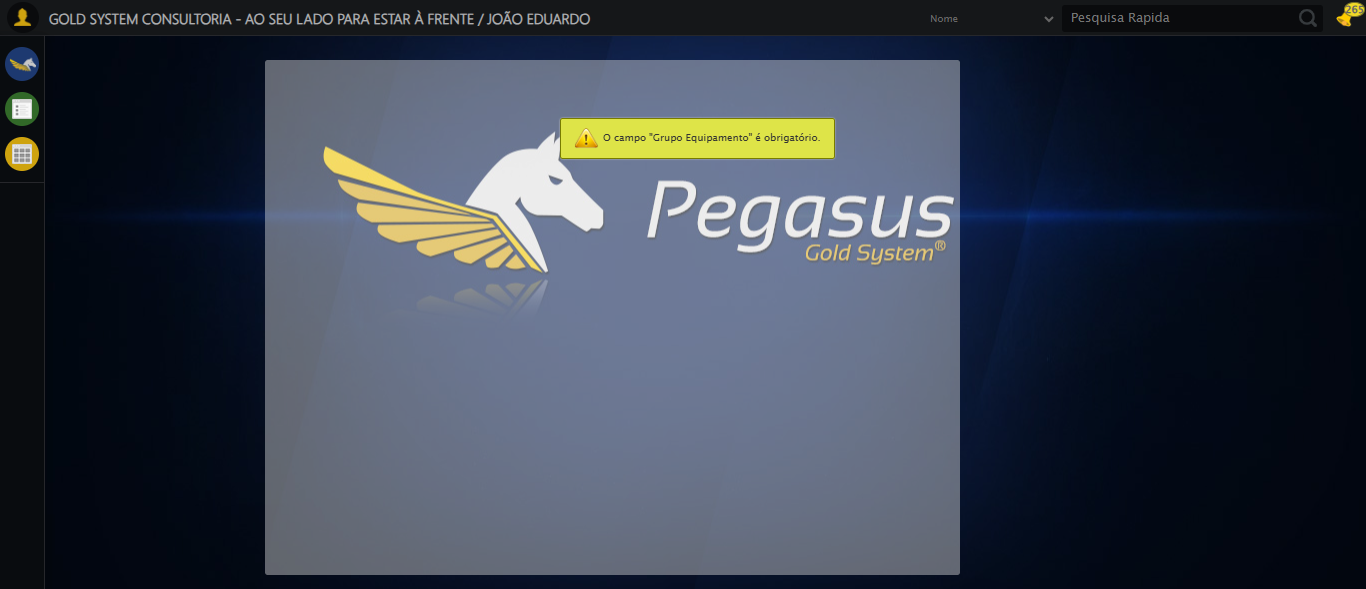 GOLD SYSTEM CONSULTORIA - AO SEU LADO PARA ESTAR À FRENTE / JOÃO EDUARDO
Nome
Pesquisa Rapida
265
O campo "Grupo Equipamento" é obrigatório.
Pegasus
Gold System®